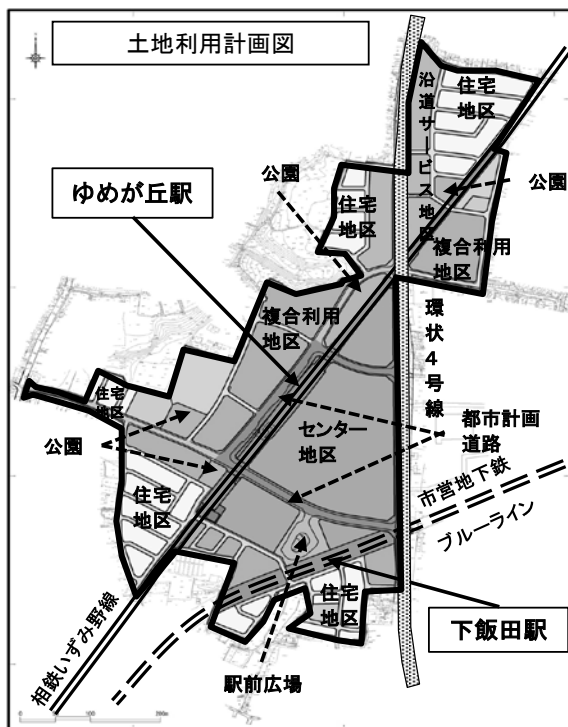 土地利用計画図
住宅
地区
沿道サービス地区
公園
ゆめが丘駅
住宅
地区
公園
複合利用
地区
環状４号線
複合利用
地区
住宅
地区
センター
地区
都市計画
道路
公園
住宅
地区
市営地下鉄
ブルーライン
住宅
地区
下飯田駅
相鉄いずみ野線
駅前広場